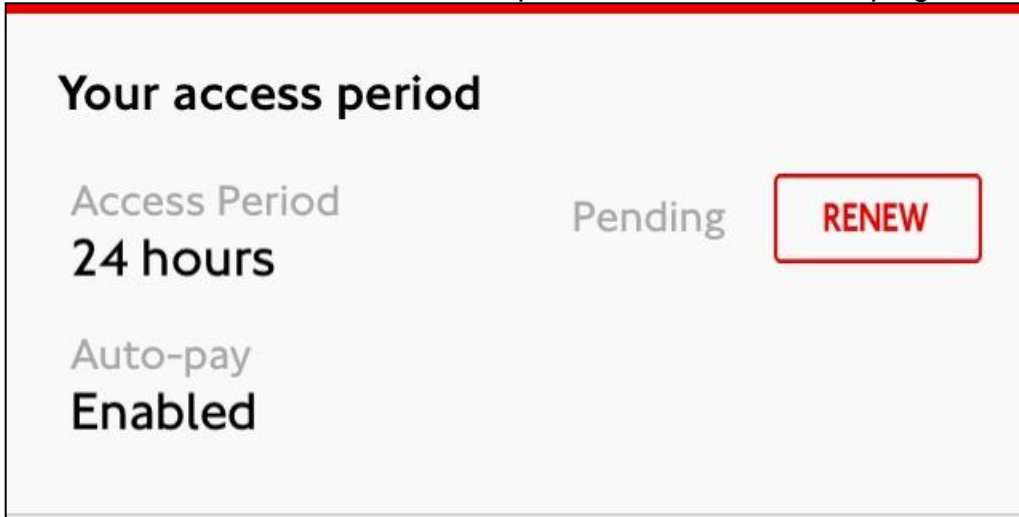 Your access period
Access Period
24 hours
Pending
RENEW
Auto-pay
Enabled